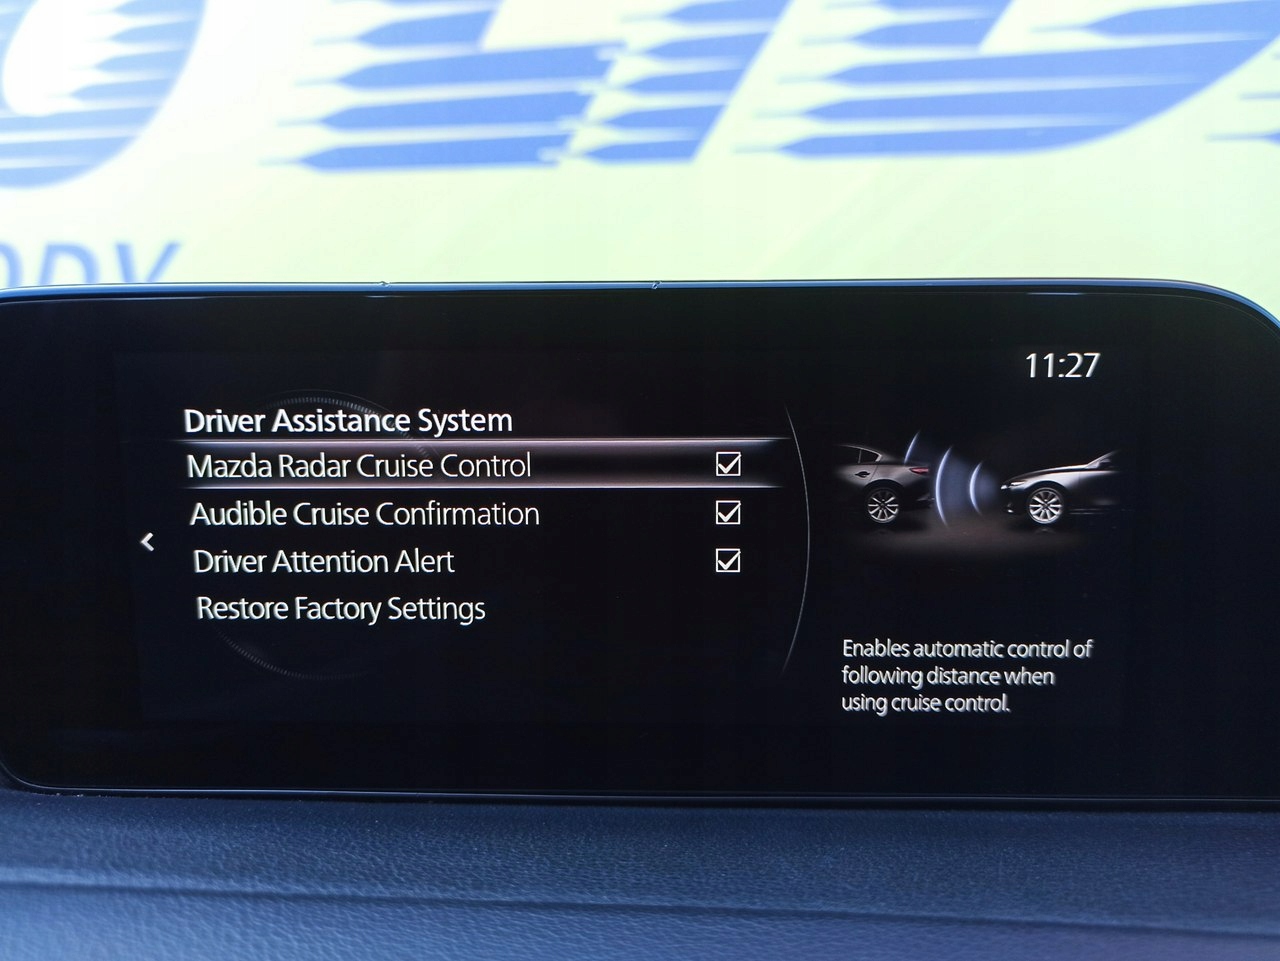 11:27
Driver Assistance System
Mazda Radar Cruise Control
Audible Cruise Confirmation
Driver Attention Alert
Restore Factory Settings
Enables automatic control of
following distance when
using cruise control.